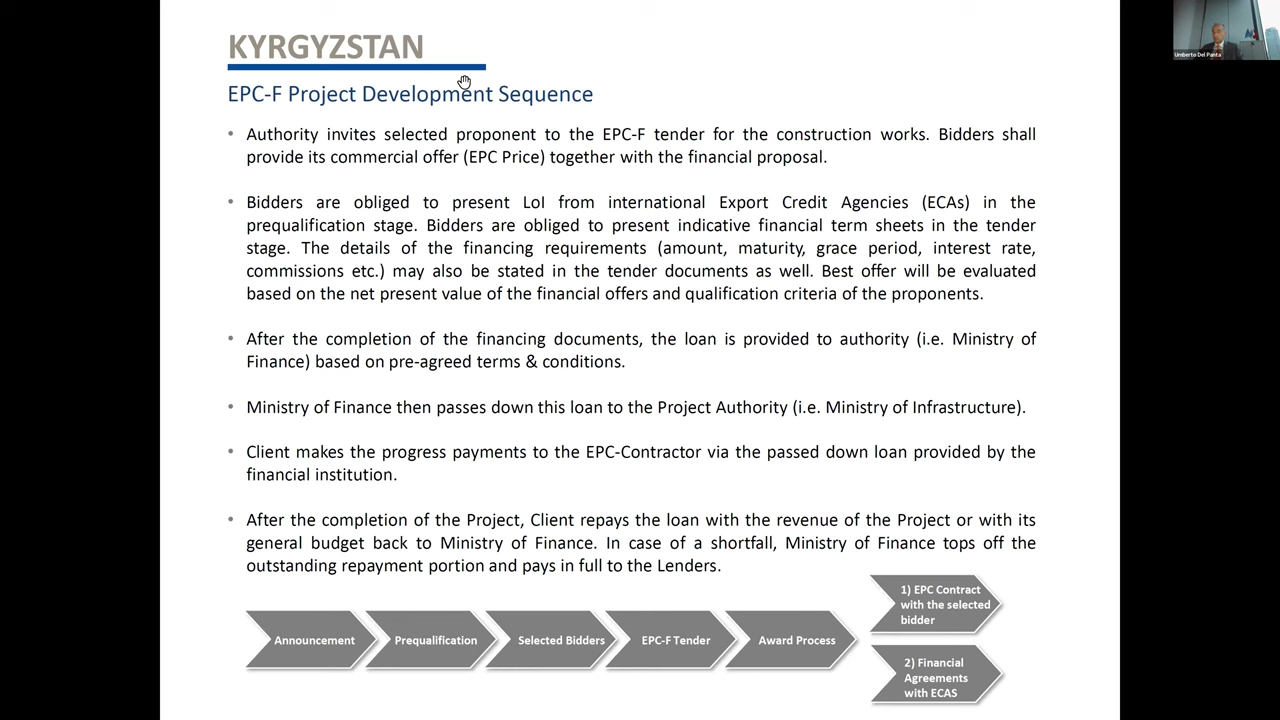 KYRGYZSTAN
EPC-F Project Development Sequence
• Authority invites selected proponent to the EPC-F tender for the construction works. Bidders shall
provide its commercial offer (EPC Price) together with the financial proposal.
• Bidders are obliged to present LoI from international Export Credit Agencies (ECAs) in the
prequalification stage. Bidders are obliged to present indicative financial term sheets in the tender
stage. The details of the financing requirements (amount, maturity, grace period, interest rate,
commissions etc.) may also be stated in the tender documents as well. Best offer will be evaluated
based on the net present value of the financial offers and qualification criteria of the proponents.
• After the completion of the financing documents, the loan is provided to authority (i.e. Ministry of
Finance) based on pre-agreed terms & conditions.
• Ministry of Finance then passes down this loan to the Project Authority (i.e. Ministry of Infrastructure).
• Client makes the progress payments to the EPC-Contractor via the passed down loan provided by the
financial institution.
• After the completion of the Project, Client repays the loan with the revenue of the Project or with its
general budget back to Ministry of Finance. In case of a shortfall, Ministry of Finance tops off the
outstanding repayment portion and pays in full to the Lenders.
Announcement
Prequalification
Selected Bidders
EPC-F Tender
Award Process
1) EPC Contract
with the selected
bidder
2) Financial
Agreements
with ECAS
Umberto Del Panta